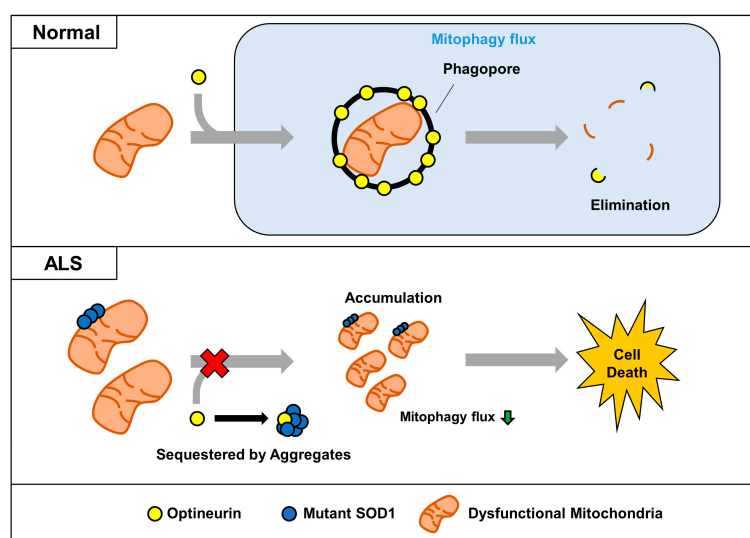 Normal
Mitophagy flux
Phagopore
Elimination
ALS
Accumulation
Cell
Death
Mitophagy flux
Sequestered by Aggregates
Optineurin
Mutant SOD1
Dysfunctional Mitochondria